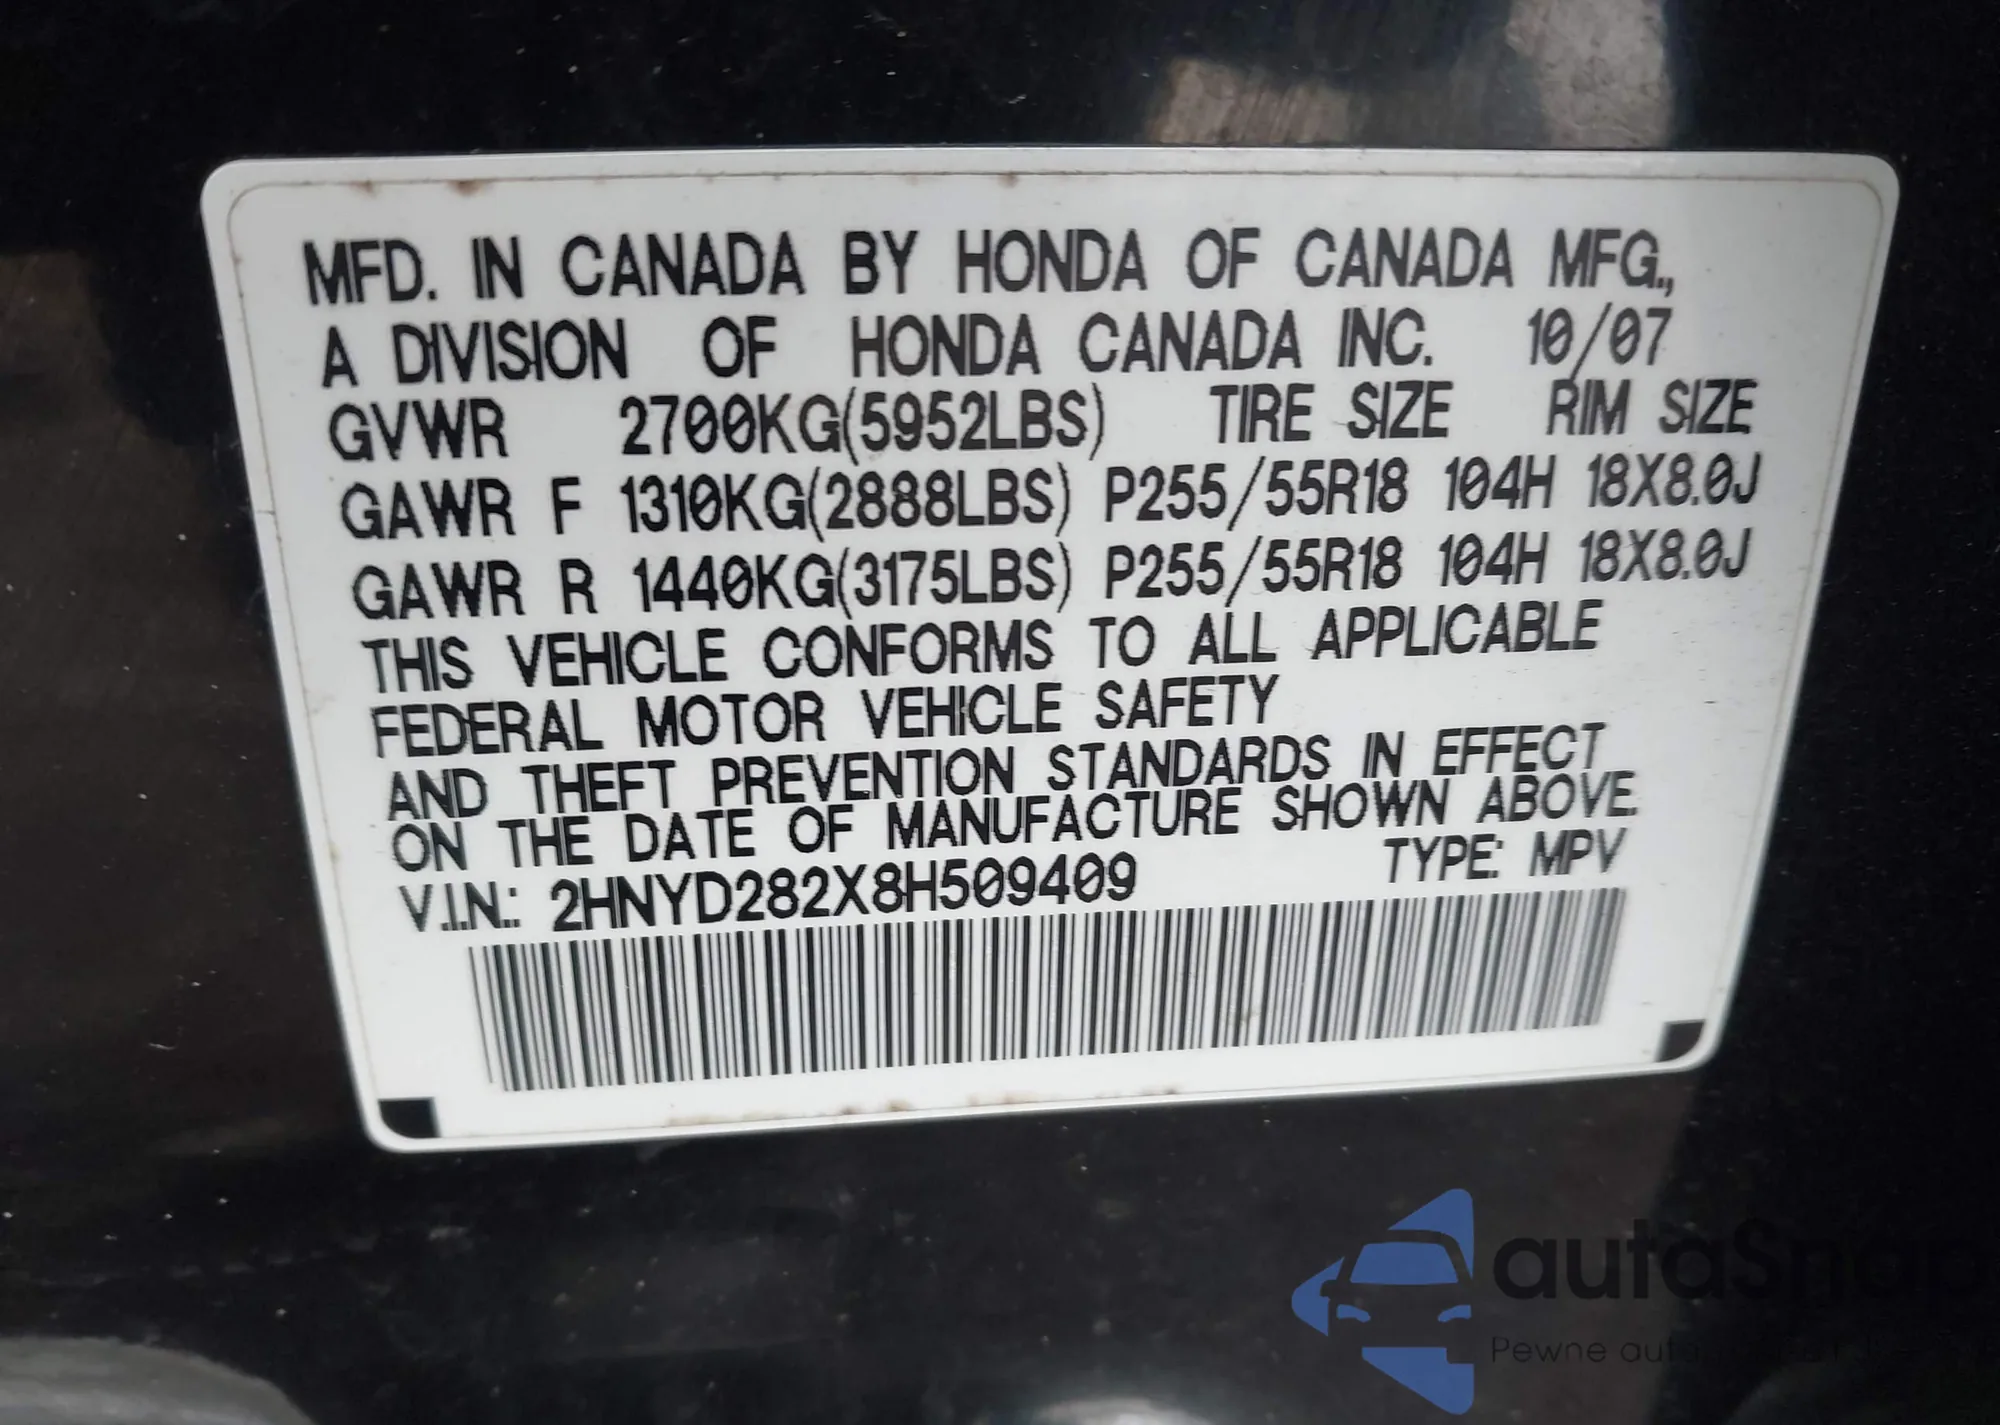 MFD. IN CANADA BY HONDA OF CANADA MFG.,
A DIVISION OF HONDA CANADA INC. 10/07
GVWR 2700KG(5952LBS) TIRE SIZE RIM SIZE
GAWR F 1310KG(2888LBS) P255/55R18 104H 18X8.0J
GAWR R 1440KG(3175LBS) P255/55R18 104H 18X8.0J
THIS VEHICLE CONFORMS TO ALL APPLICABLE
FEDERAL MOTOR VEHICLE SAFETY
AND THEFT PREVENTION STANDARDS IN EFFECT
ON THE DATE OF MANUFACTURE SHOWN ABOVE.
V.I.N.: 2HNYD282X8H509409 TYPE: MPV
autaSnap
Pewne